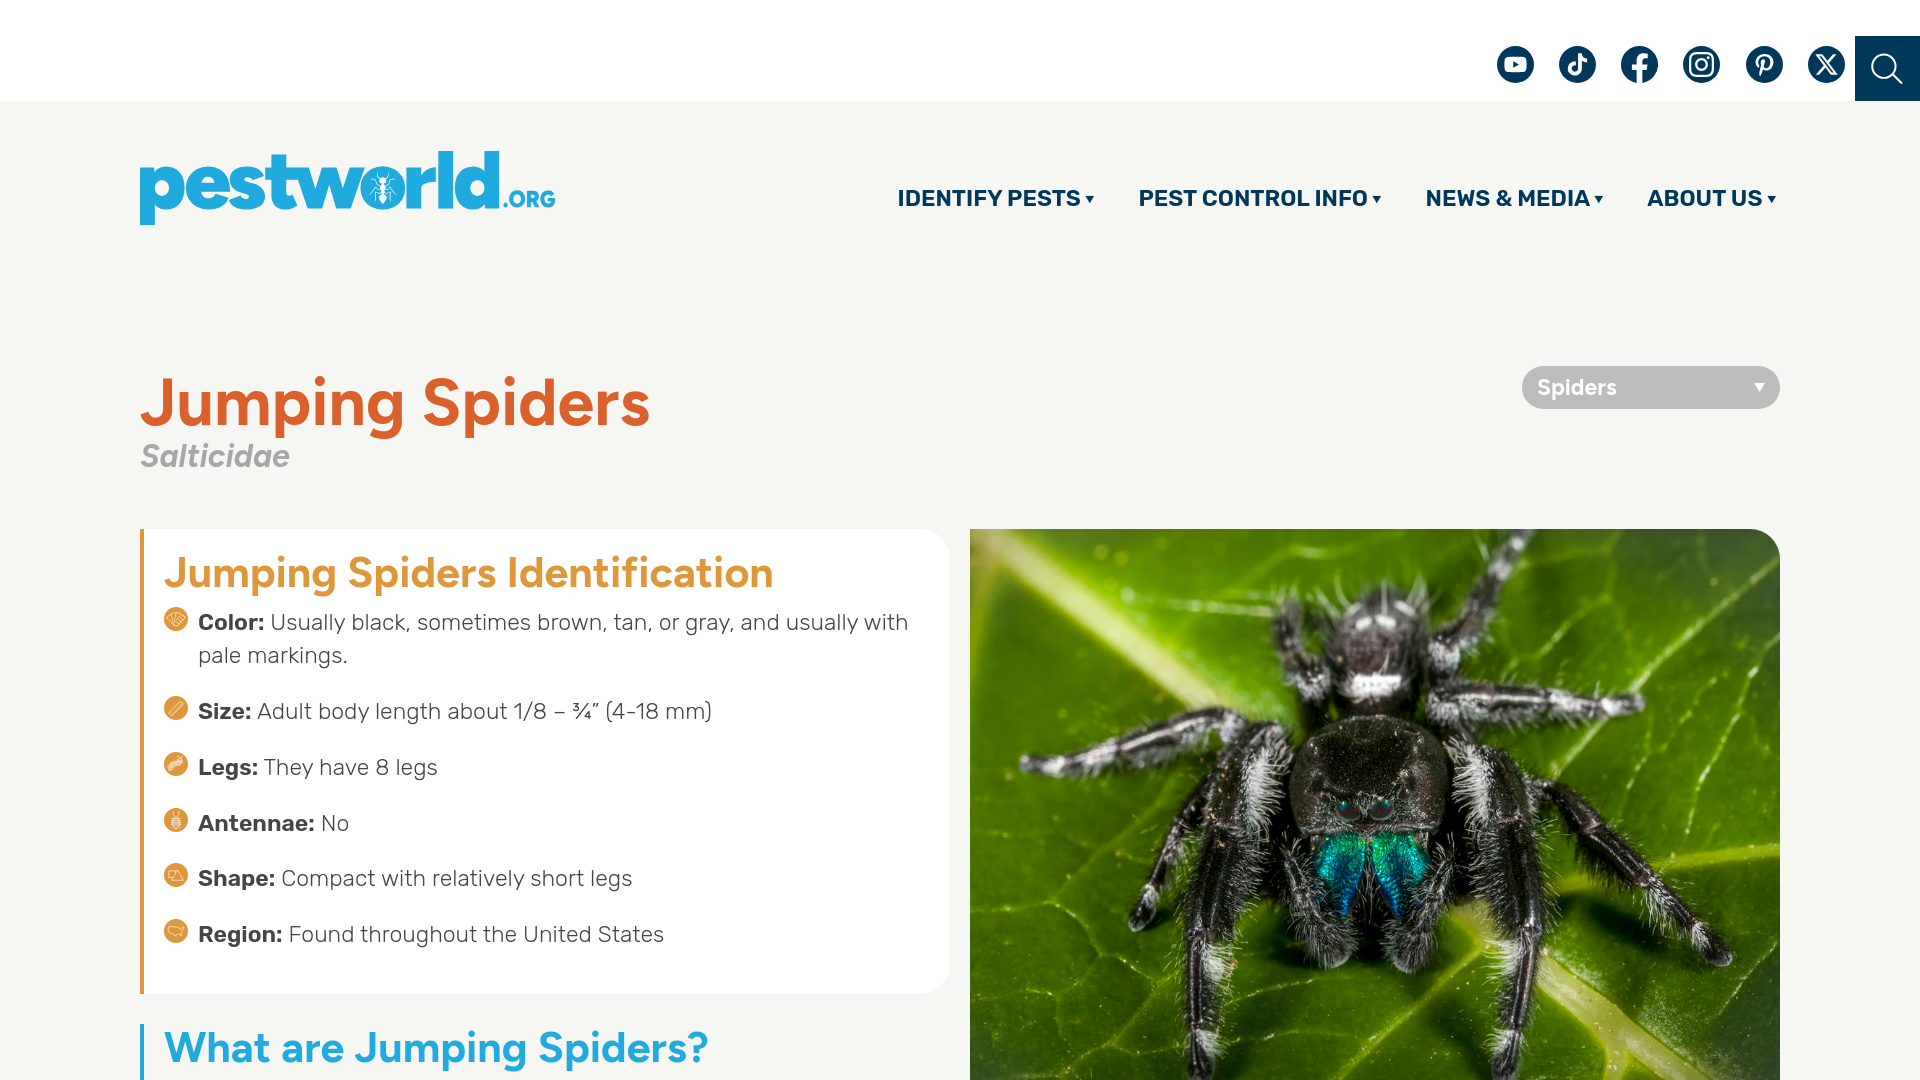 pestworld.ORG
IDENTIFY PESTS
PEST CONTROL INFO
NEWS & MEDIA
ABOUT US
Jumping Spiders
Salticidae
Spiders
Jumping Spiders Identification
Color: Usually black, sometimes brown, tan, or gray, and usually with
pale markings.
Size: Adult body length about 1/8 – ¾” (4-18 mm)
Legs: They have 8 legs
Antennae: No
Shape: Compact with relatively short legs
Region: Found throughout the United States
What are Jumping Spiders?